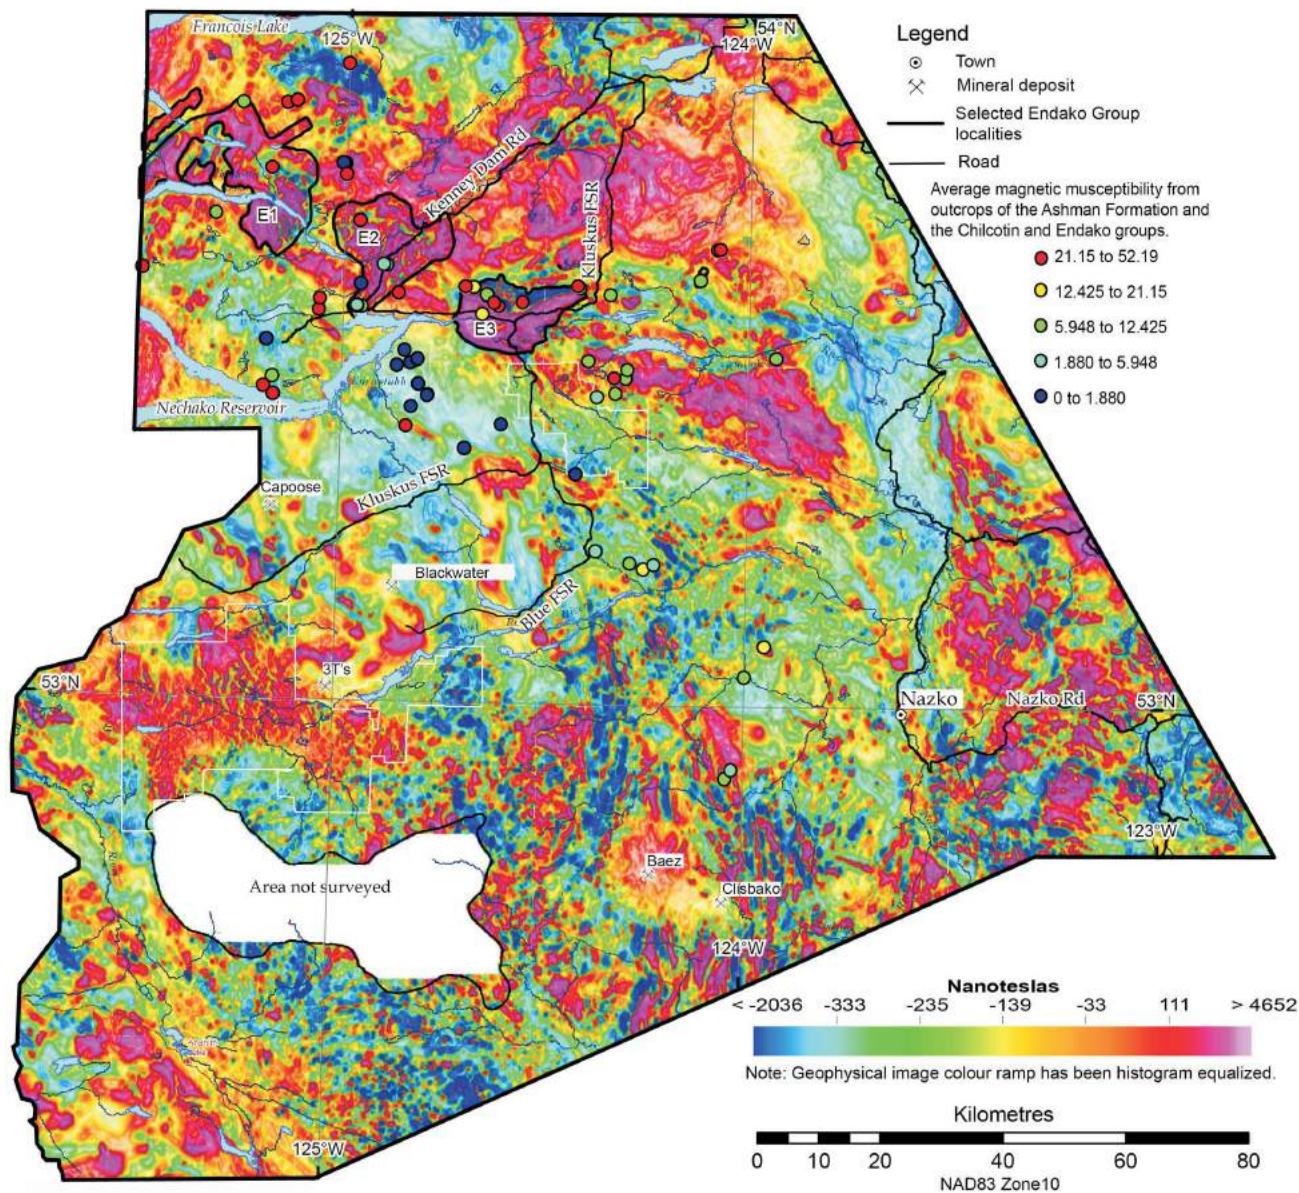 Francois Lake
125°W
54°N
124°W
Legend
Town
Mineral deposit
Selected Endako Group
localities
Road
Average magnetic musceptibility from
outcrops of the Ashman Formation and
the Chilcotin and Endako groups.
21.15 to 52.19
12.425 to 21.15
5.948 to 12.425
1.880 to 5.948
0 to 1.880
Kenney Dam Rd
Kluskus FSR
E1
E2
E3
Nechako Reservoir
Capoose
Kluskus FSR
Blackwater
Blue FSR
3T's
53°N
Nazko
Nazko Rd
53°N
123°W
Baez
Clisbako
Area not surveyed
124°W
125°W
Nanoteslas
< -2036 -333 -235 -139 -33 111 > 4652
Note: Geophysical image colour ramp has been histogram equalized.
Kilometres
0 10 20 40 60 80
NAD83 Zone10